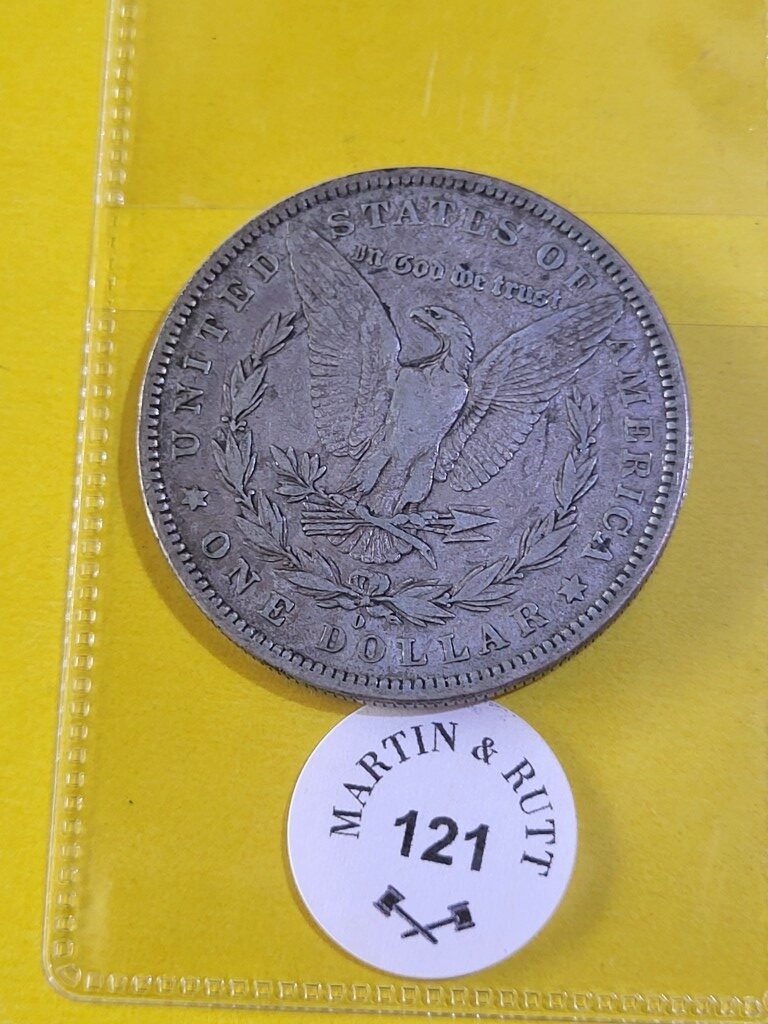 UNITED STATES OF AMERICA
In God we trust
D
ONE DOLLAR
MARTIN & RUTT
121